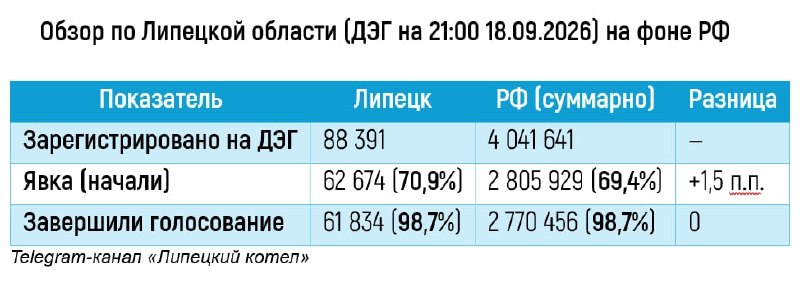 Обзор по Липецкой области (ДЭГ на 21:00 18.09.2026) на фоне РФ
Показатель Липецк РФ (суммарно) Разница
Зарегистрировано на ДЭГ 88 391 4 041 641 –
Явка (начали) 62 674 (70,9%) 2 805 929 (69,4%) +1,5 п.п.
Завершили голосование 61 834 (98,7%) 2 770 456 (98,7%) 0
Telegram-канал «Липецкий котел»